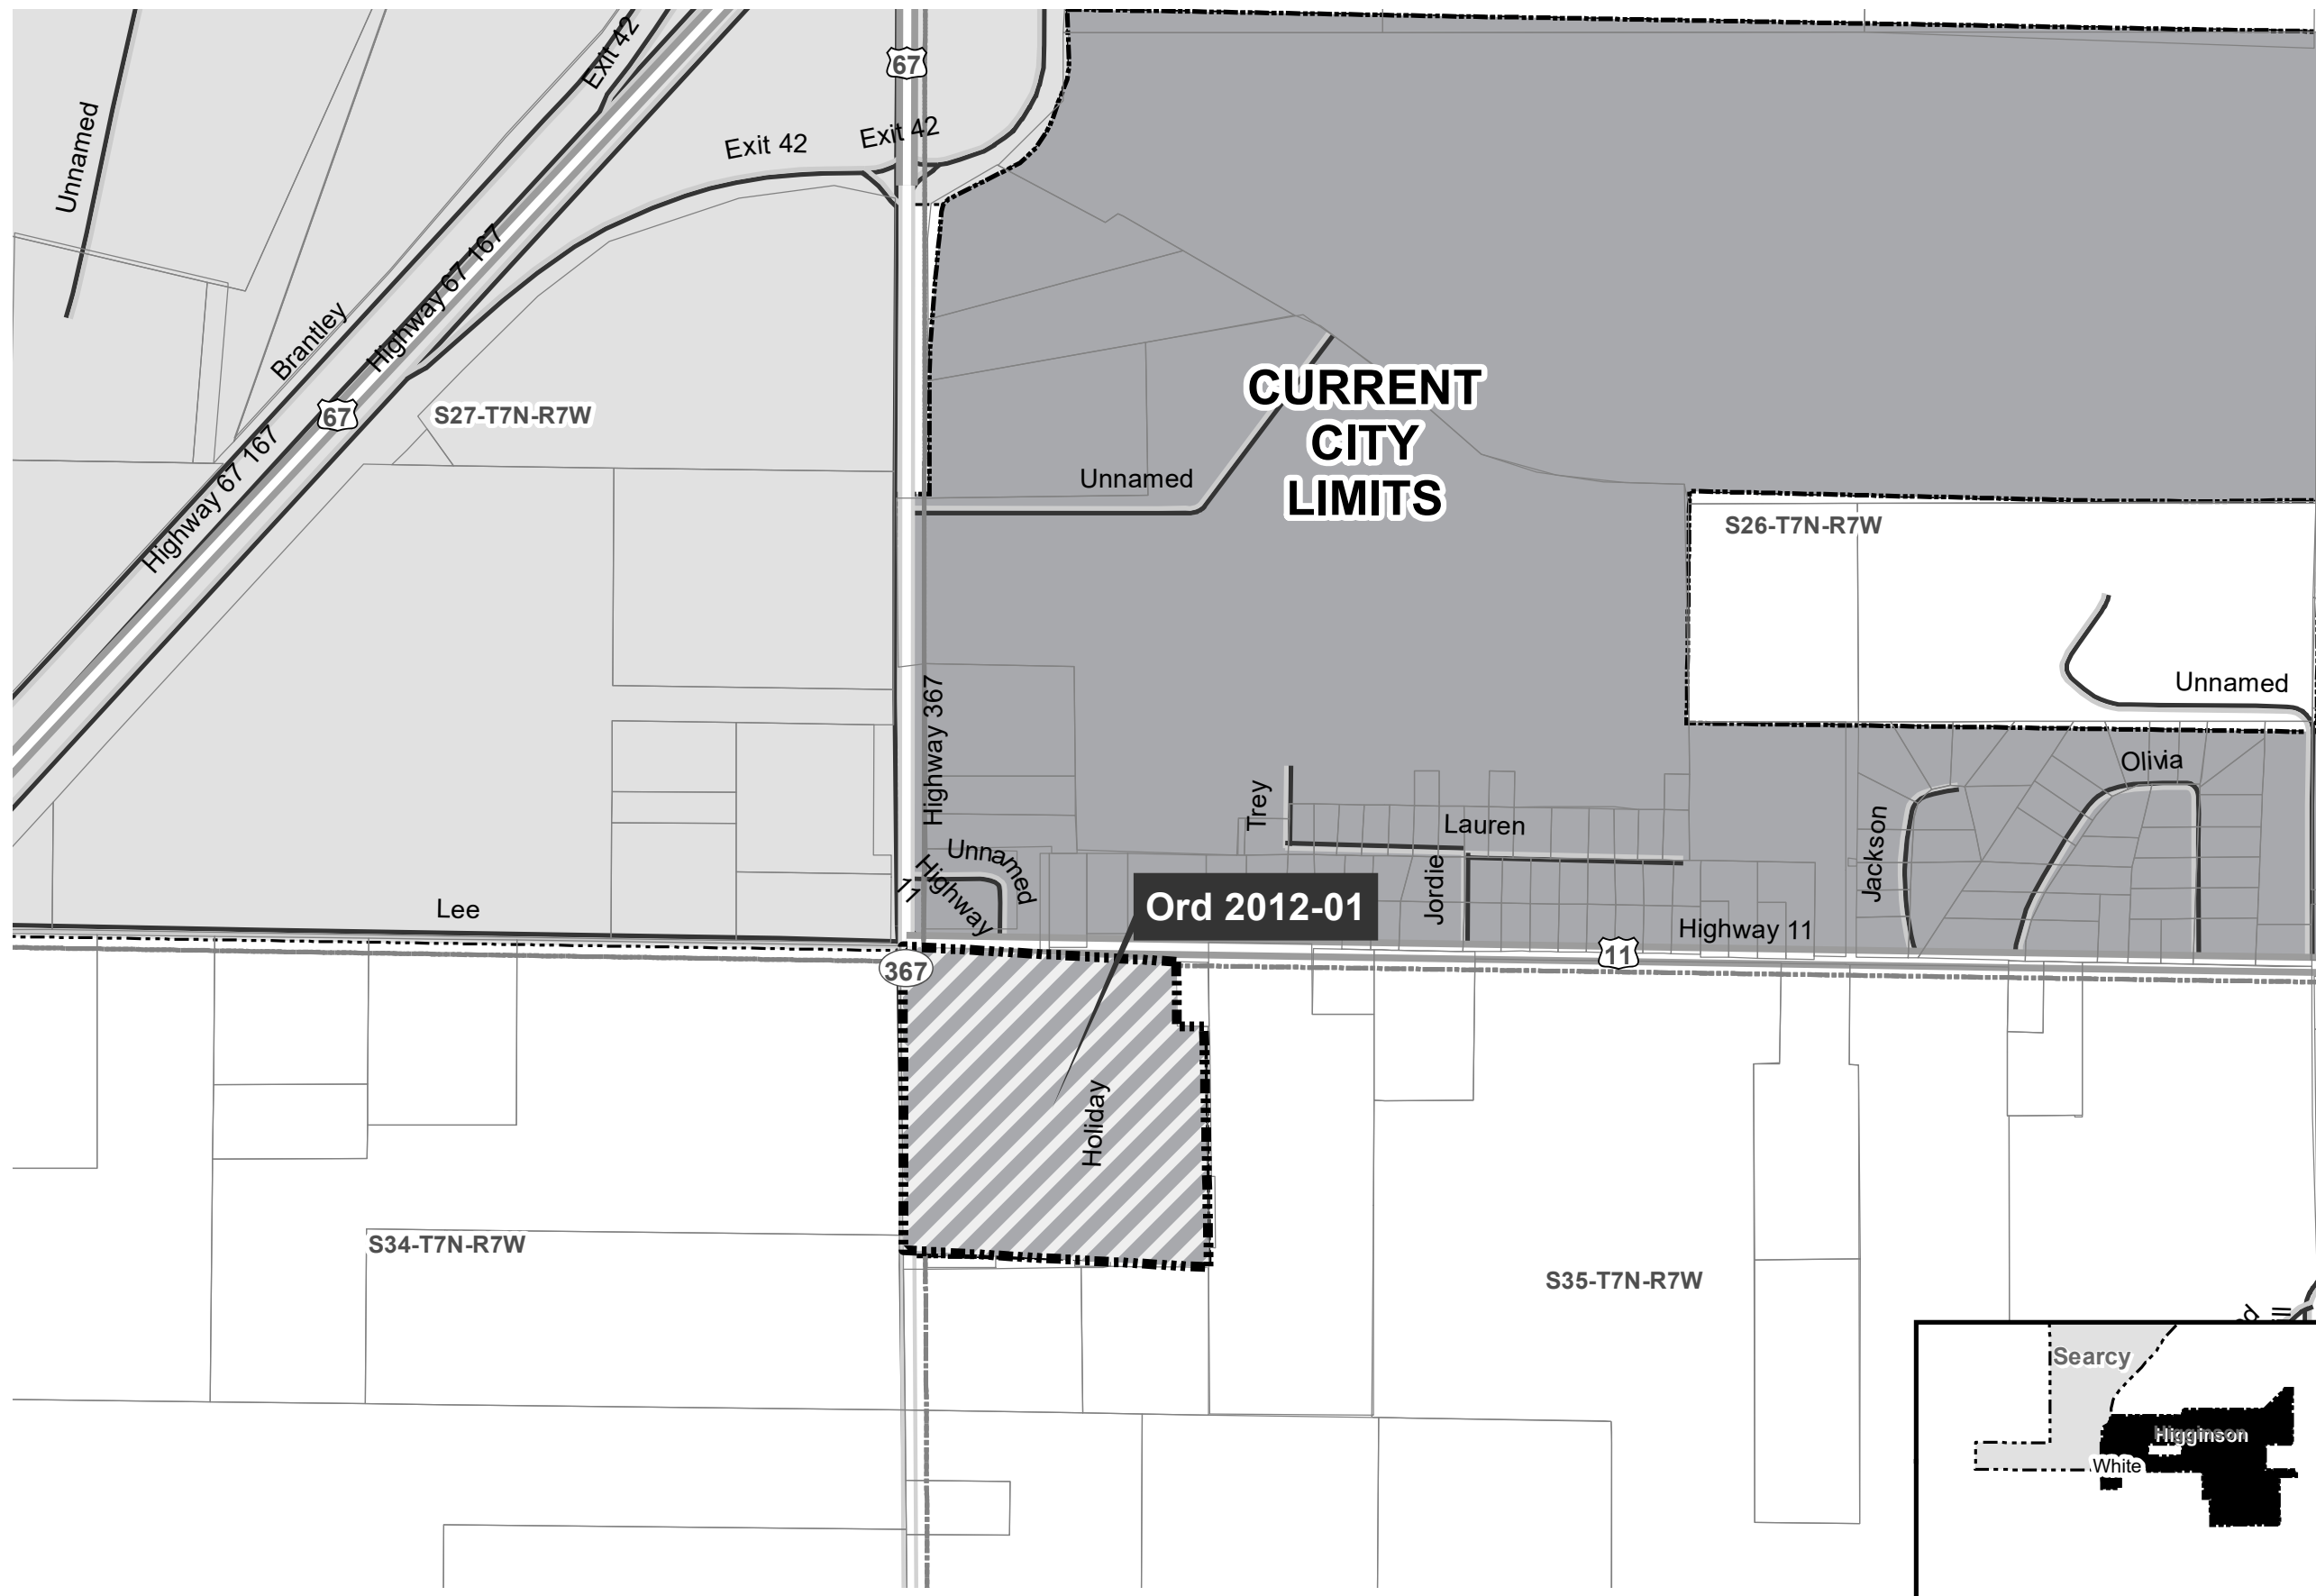 Exit 42
67
Unnamed
Exit 42
Exit 42
Highway 67 167
Brantley
67
S27-T7N-R7W
CURRENT
CITY
LIMITS
Highway 67 167
Unnamed
S26-T7N-R7W
Unnamed
Highway 367
Olivia
Trey
Lauren
Jackson
Unnamed
Jordie
Highway
11
Ord 2012-01
Lee
Highway 11
11
367
Holiday
S34-T7N-R7W
S35-T7N-R7W
Searcy
Higginson
White